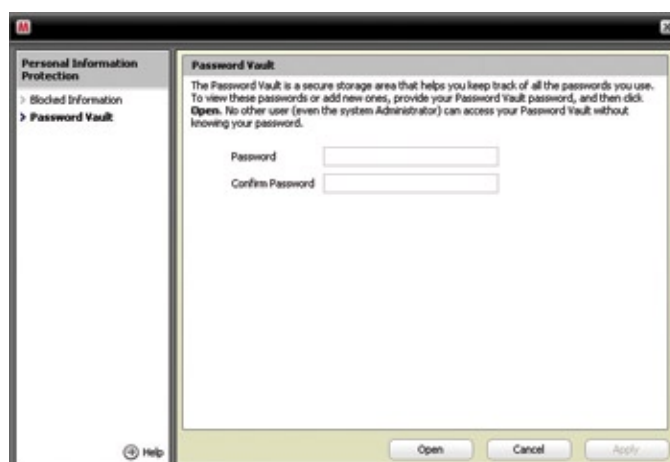 M
Personal Information
Protection
> Blocked Information
> Password Vault
Password Vault
The Password Vault is a secure storage area that helps you keep track of all the passwords you use.
To view these passwords or add new ones, provide your Password Vault password, and then click
Open. No other user (even the system Administrator) can access your Password Vault without
knowing your password.
Password
Confirm Password
Help
Open
Cancel
Apply